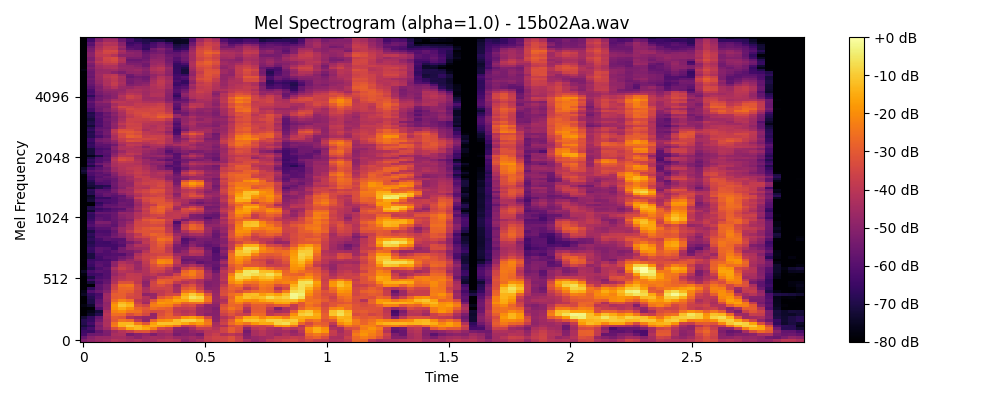 Mel Spectrogram (alpha=1.0) - 15b02Aa.wav
Mel Frequency
4096
2048
1024
512
0
0
0.5
1
1.5
2
2.5
Time
+0 dB
-10 dB
-20 dB
-30 dB
-40 dB
-50 dB
-60 dB
-70 dB
-80 dB